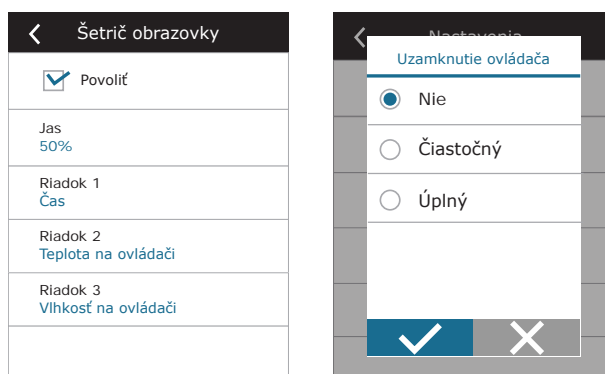 Šetrič obrazovky
Povoliť
Jas
50%
Riadok 1
Čas
Riadok 2
Teplota na ovládači
Riadok 3
Vlhkosť na ovládači
Nastavenia
Uzamknutie ovládača
Nie
Čiastočný
Úplný